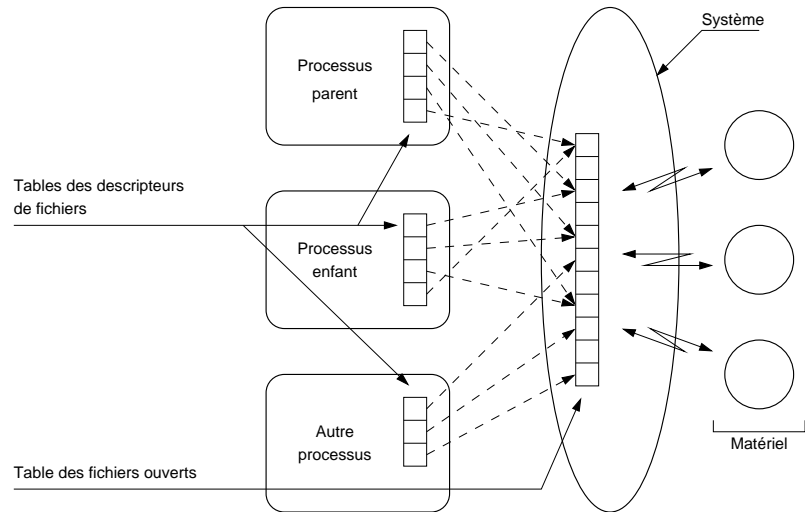 Système
Processus
parent
Tables des descripteurs
de fichiers
Processus
enfant
Autre
processus
Matériel
Table des fichiers ouverts